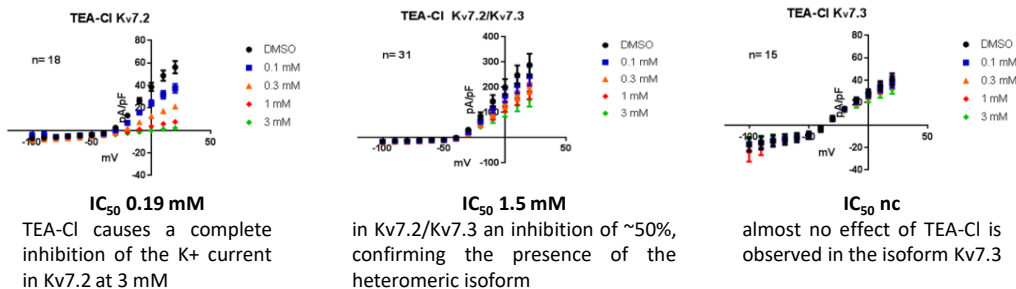 TEA-Cl Kv7.2
n= 18
pA/pF
80
60
40
20
-100
-50
50
-20
-40
mV
DMSO
0.1 mM
0.3 mM
1 mM
3 mM
IC50 0.19 mM
TEA-Cl causes a complete
inhibition of the K+ current
in Kv7.2 at 3 mM
TEA-Cl Kv7.2/Kv7.3
n= 31
pA/pF
400
300
200
100
-100
-50
50
-100
mV
DMSO
0.1 mM
0.3 mM
1 mM
3 mM
IC50 1.5 mM
in Kv7.2/Kv7.3 an inhibition of ~50%,
confirming the presence of the
heteromeric isoform
TEA-Cl Kv7.3
n= 15
pA/pF
80
60
40
20
-100
-50
50
-20
-40
mV
DMSO
0.1 mM
0.3 mM
1 mM
3 mM
IC50 nc
almost no effect of TEA-Cl is
observed in the isoform Kv7.3